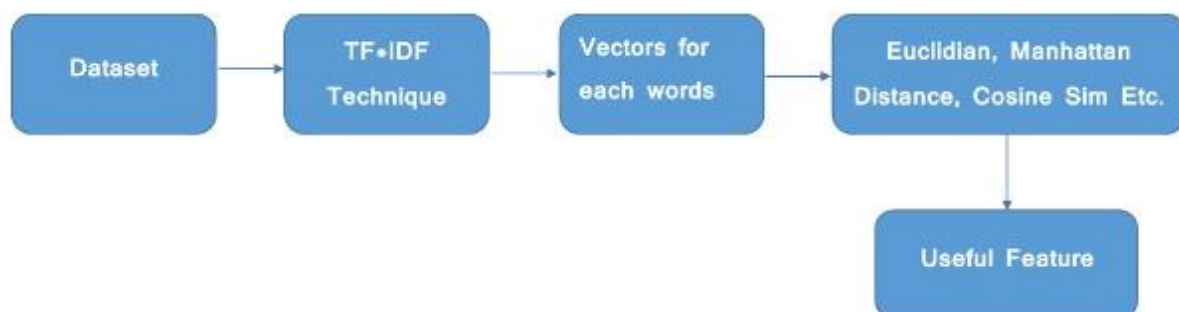 Dataset
TF•IDF
Technique
Vectors for
each words
Euclidian, Manhattan
Distance, Cosine Sim Etc.
Useful Feature